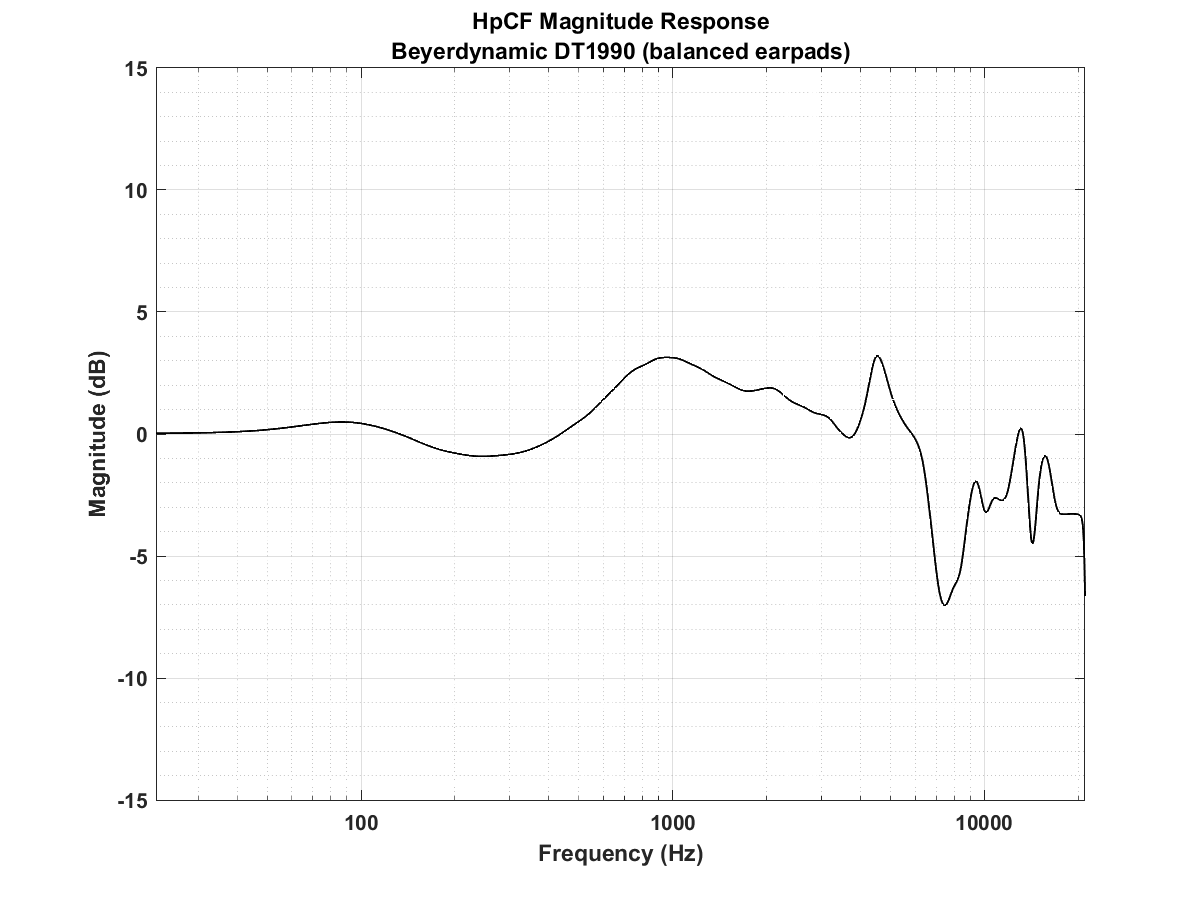 HpCF Magnitude Response
Beyerdynamic DT1990 (balanced earpads)
15
10
5
0
-5
-10
-15
Magnitude (dB)
100
1000
10000
Frequency (Hz)